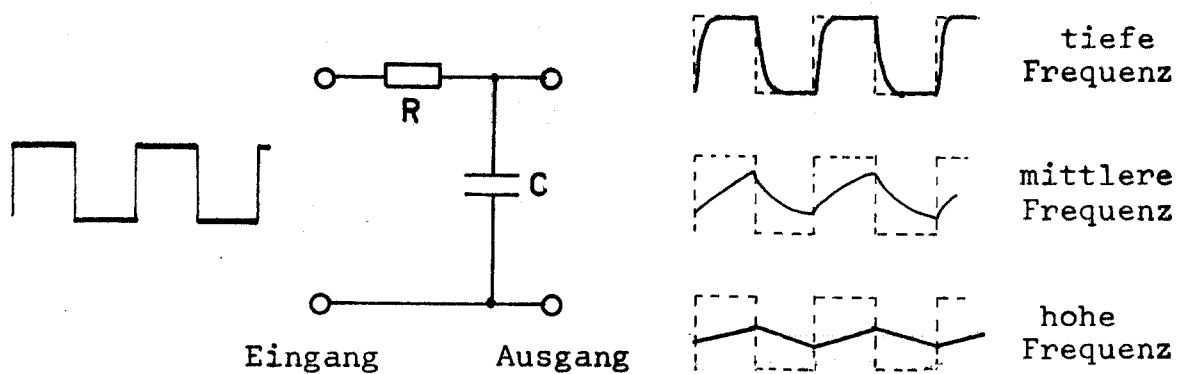 R
C
Eingang
Ausgang
tiefe
Frequenz
mittlere
Frequenz
hohe
Frequenz